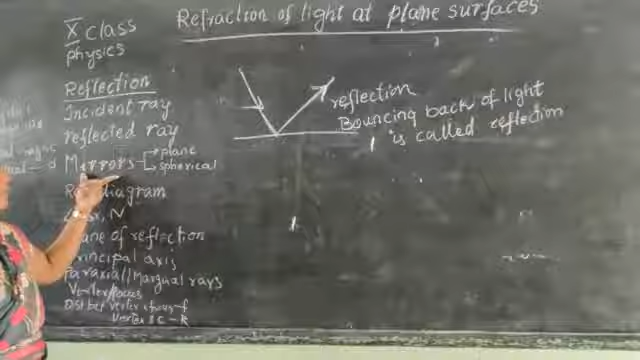 X class
physics
Refraction of light at plane surfaces
Reflection
Incident ray
reflected ray
Mirrors
plane
spherical
diagram
N
Plane of reflection
Principal axis
Paraxial/Marginal rays
reflection
Bouncing back of light
is called reflection